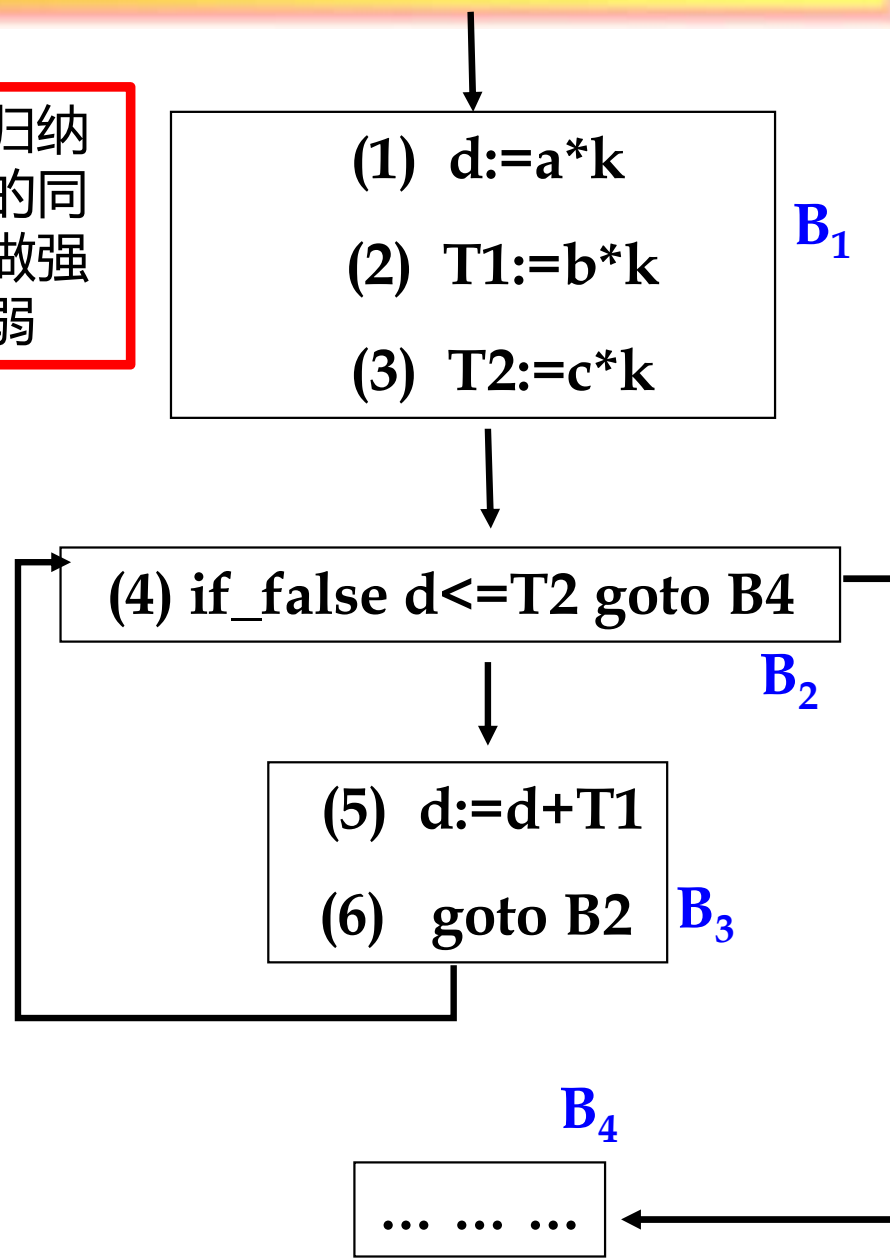 归纳
的同
做强
弱
(1) d:=a*k
(2) T1:=b*k
(3) T2:=c*k
B1
(4) if_false d<=T2 goto B4
B2
(5) d:=d+T1
(6) goto B2
B3
B4
... ... ...